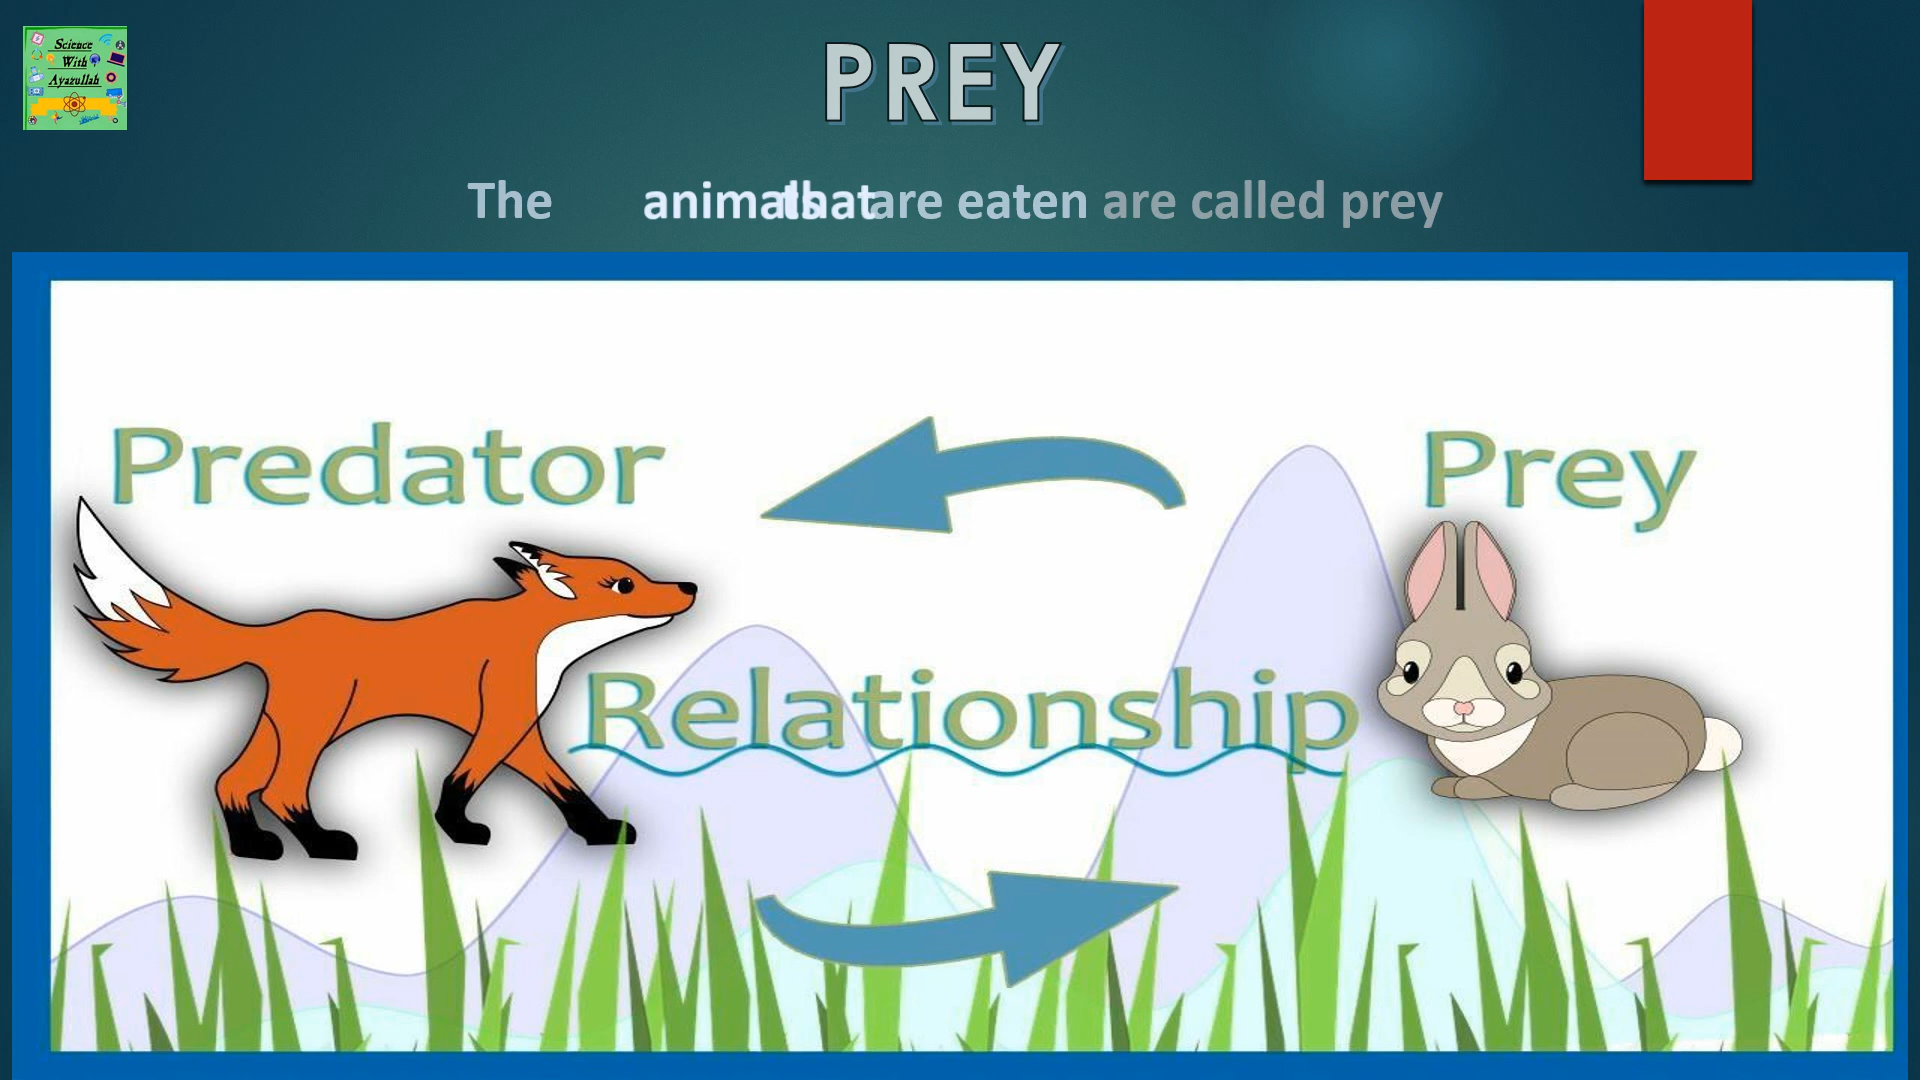 Science
With
Ayazullah
PREY
The animals that are eaten are called prey
Predator
Prey
Relationship